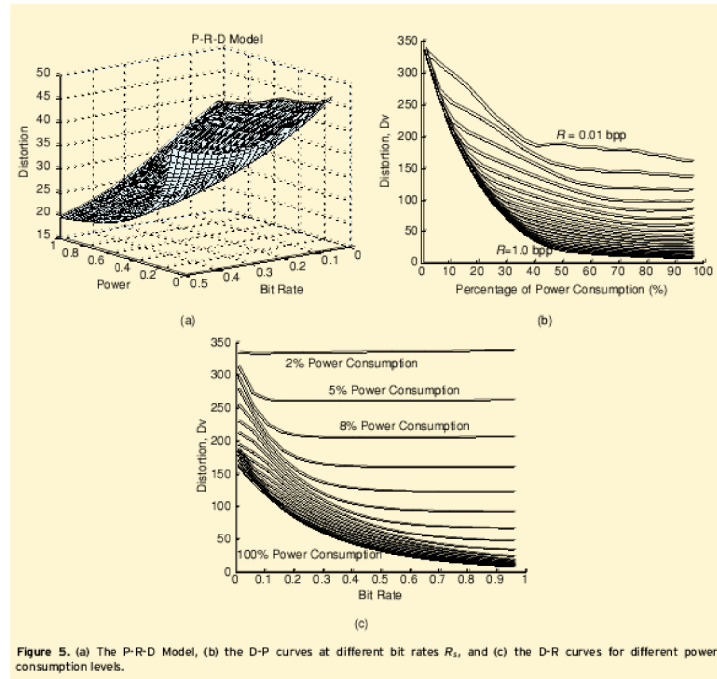 P-R-D Model
50
45
40
35
30
25
20
15
Distortion
1
0.8
0.6
0.4
0.2
0
Power
0.5
0.4
0.3
0.2
0.1
0
Bit Rate
(a)
350
300
250
200
150
100
50
0
Distortion, Dv
R = 0.01 bpp
R=1.0 bpp
0 10 20 30 40 50 60 70 80 90 100
Percentage of Power Consumption (%)
(b)
350
300
250
200
150
100
50
0
Distortion, Dv
2% Power Consumption
5% Power Consumption
8% Power Consumption
100% Power Consumption
0 0.1 0.2 0.3 0.4 0.5 0.6 0.7 0.8 0.9 1
Bit Rate
(c)
Figure 5. (a) The P-R-D Model, (b) the D-P curves at different bit rates Rs, and (c) the D-R curves for different power
consumption levels.